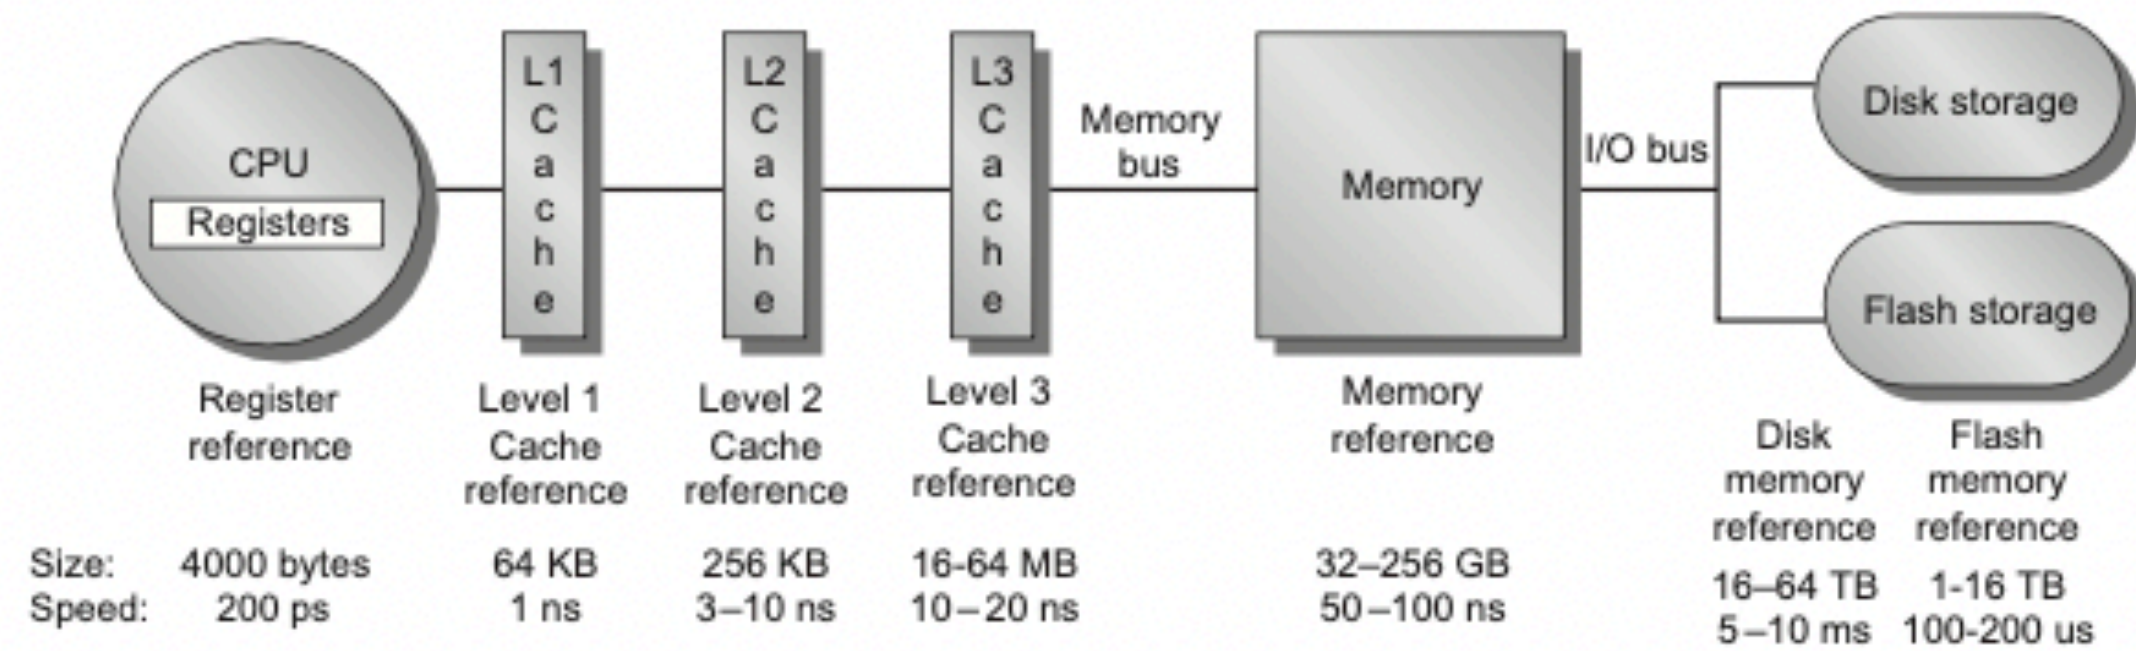 CPU
Registers
L1
C
a
c
h
e
L2
C
a
c
h
e
L3
C
a
c
h
e
Memory
bus
Memory
I/O bus
Disk storage
Flash storage
Register
reference
Level 1
Cache
reference
Level 2
Cache
reference
Level 3
Cache
reference
Memory
reference
Disk
memory
reference
Flash
memory
reference
Size: 4000 bytes 64 KB 256 KB 16-64 MB 32–256 GB 16–64 TB 1-16 TB
Speed: 200 ps 1 ns 3–10 ns 10–20 ns 50–100 ns 5–10 ms 100-200 us